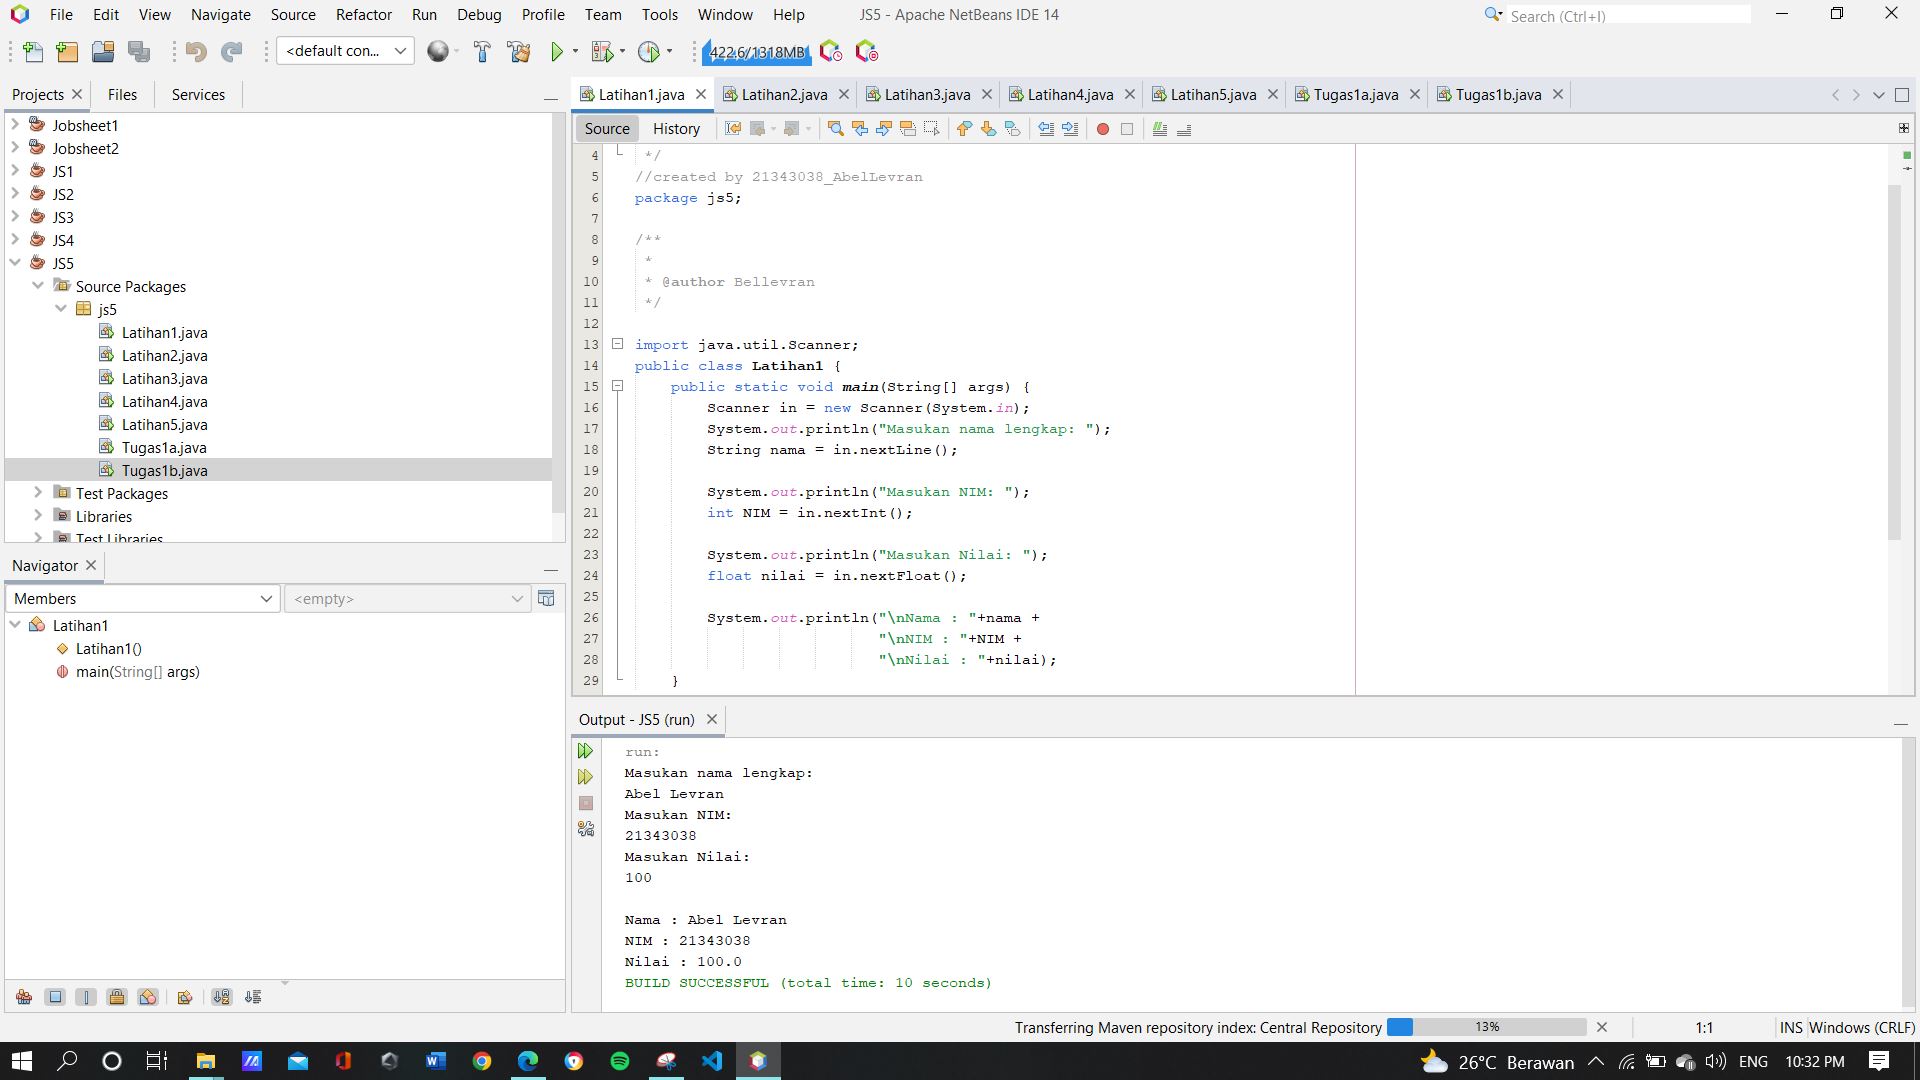 File Edit View Navigate Source Refactor Run Debug Profile Team Tools Window Help JS5 - Apache NetBeans IDE 14 Search (Ctrl+I)
<default con... 422.6/1318MB
Projects Files Services
Latihan1.java Latihan2.java Latihan3.java Latihan4.java Latihan5.java Tugas1a.java Tugas1b.java
Source History
Jobsheet1
Jobsheet2
JS1
JS2
JS3
JS4
JS5
Source Packages
js5
Latihan1.java
Latihan2.java
Latihan3.java
Latihan4.java
Latihan5.java
Tugas1a.java
Tugas1b.java
Test Packages
Libraries
Test Libraries
Navigator
Members <empty>
Latihan1
Latihan1()
main(String[] args)
4 */
5 //created by 21343038_AbelLevran
6 package js5;
7
8 /**
9 *
10 * @author Bellevran
11 */
12
13 import java.util.Scanner;
14 public class Latihan1 {
15 public static void main(String[] args) {
16 Scanner in = new Scanner(System.in);
17 System.out.println("Masukan nama lengkap: ");
18 String nama = in.nextLine();
19
20 System.out.println("Masukan NIM: ");
21 int NIM = in.nextInt();
22
23 System.out.println("Masukan Nilai: ");
24 float nilai = in.nextFloat();
25
26 System.out.println("\nNama : "+nama +
27 "\nNIM : "+NIM +
28 "\nNilai : "+nilai);
29 }
Output - JS5 (run)
run:
Masukan nama lengkap:
Abel Levran
Masukan NIM:
21343038
Masukan Nilai:
100
Nama : Abel Levran
NIM : 21343038
Nilai : 100.0
BUILD SUCCESSFUL (total time: 10 seconds)
Transferring Maven repository index: Central Repository 13% 1:1 INS Windows (CRLF)
26°C Berawan ENG 10:32 PM